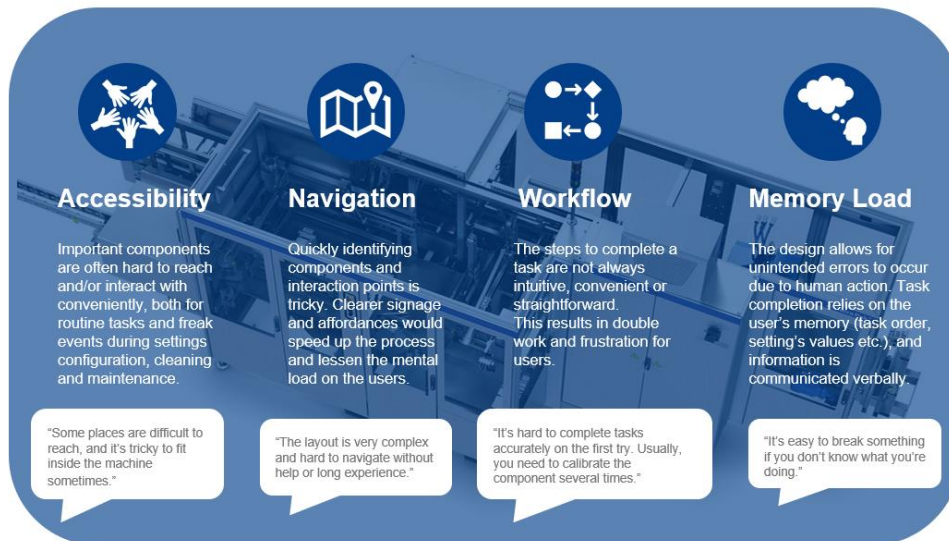 Accessibility
Important components
are often hard to reach
and/or interact with
conveniently, both for
routine tasks and freak
events during settings
configuration, cleaning
and maintenance.
“Some places are difficult to
reach, and it’s tricky to fit
inside the machine
sometimes.”
Navigation
Quickly identifying
components and
interaction points is
tricky. Clearer signage
and affordances would
speed up the process
and lessen the mental
load on the users.
“The layout is very complex
and hard to navigate without
help or long experience.”
Workflow
The steps to complete a
task are not always
intuitive, convenient or
straightforward.
This results in double
work and frustration for
users.
“It’s hard to complete tasks
accurately on the first try. Usually,
you need to calibrate the
component several times.”
Memory Load
The design allows for
unintended errors to occur
due to human action. Task
completion relies on the
user’s memory (task order,
setting’s values etc.), and
information is
communicated verbally.
“It’s easy to break something
if you don’t know what you’re
doing.”